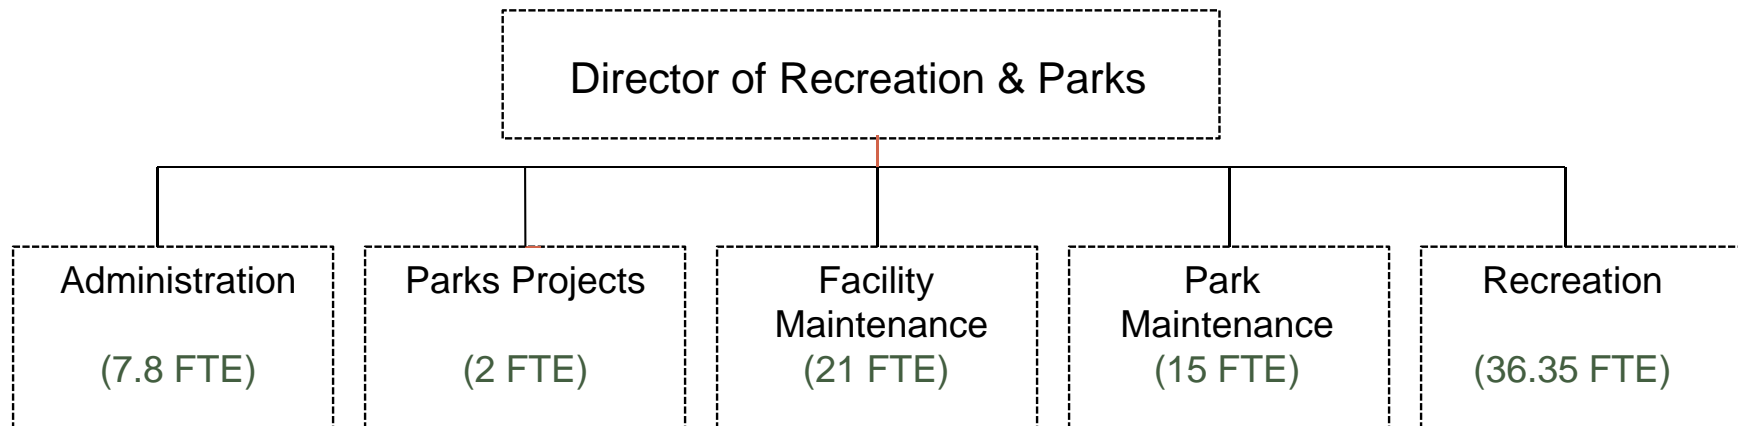 Director of Recreation & Parks
Administration
(7.8 FTE)
Parks Projects
(2 FTE)
Facility
Maintenance
(21 FTE)
Park
Maintenance
(15 FTE)
Recreation
(36.35 FTE)